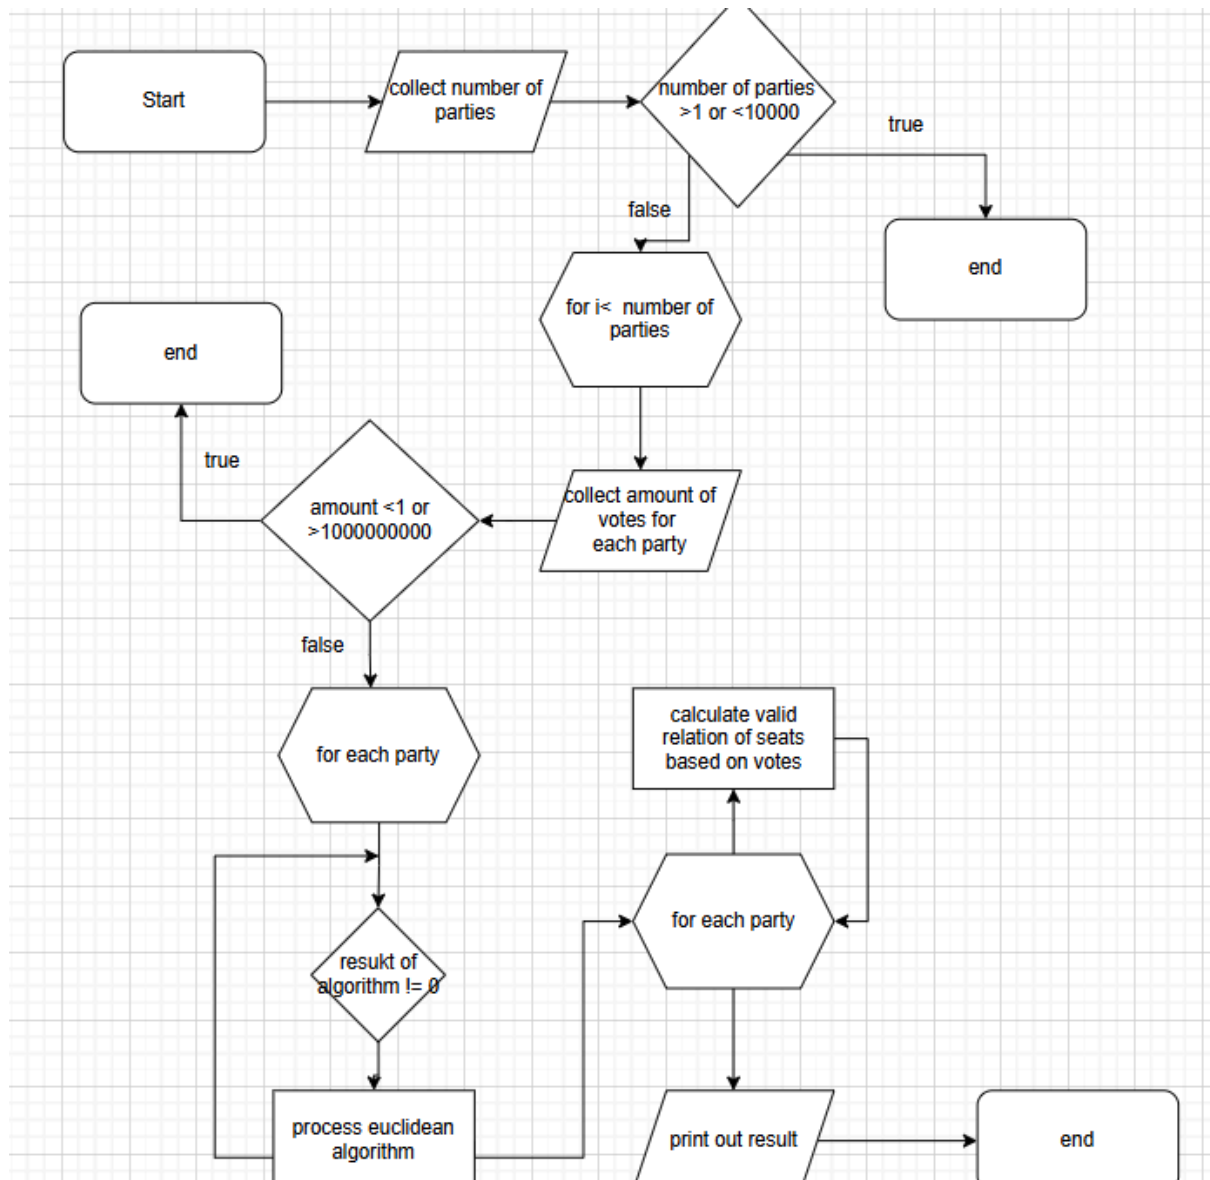 Start
collect number of
parties
number of parties
>1 or <10000
true
false
end
for i< number of
parties
end
true
amount <1 or
>1000000000
collect amount of
votes for
each party
false
for each party
calculate valid
relation of seats
based on votes
for each party
resukt of
algorithm != 0
process euclidean
algorithm
print out result
end